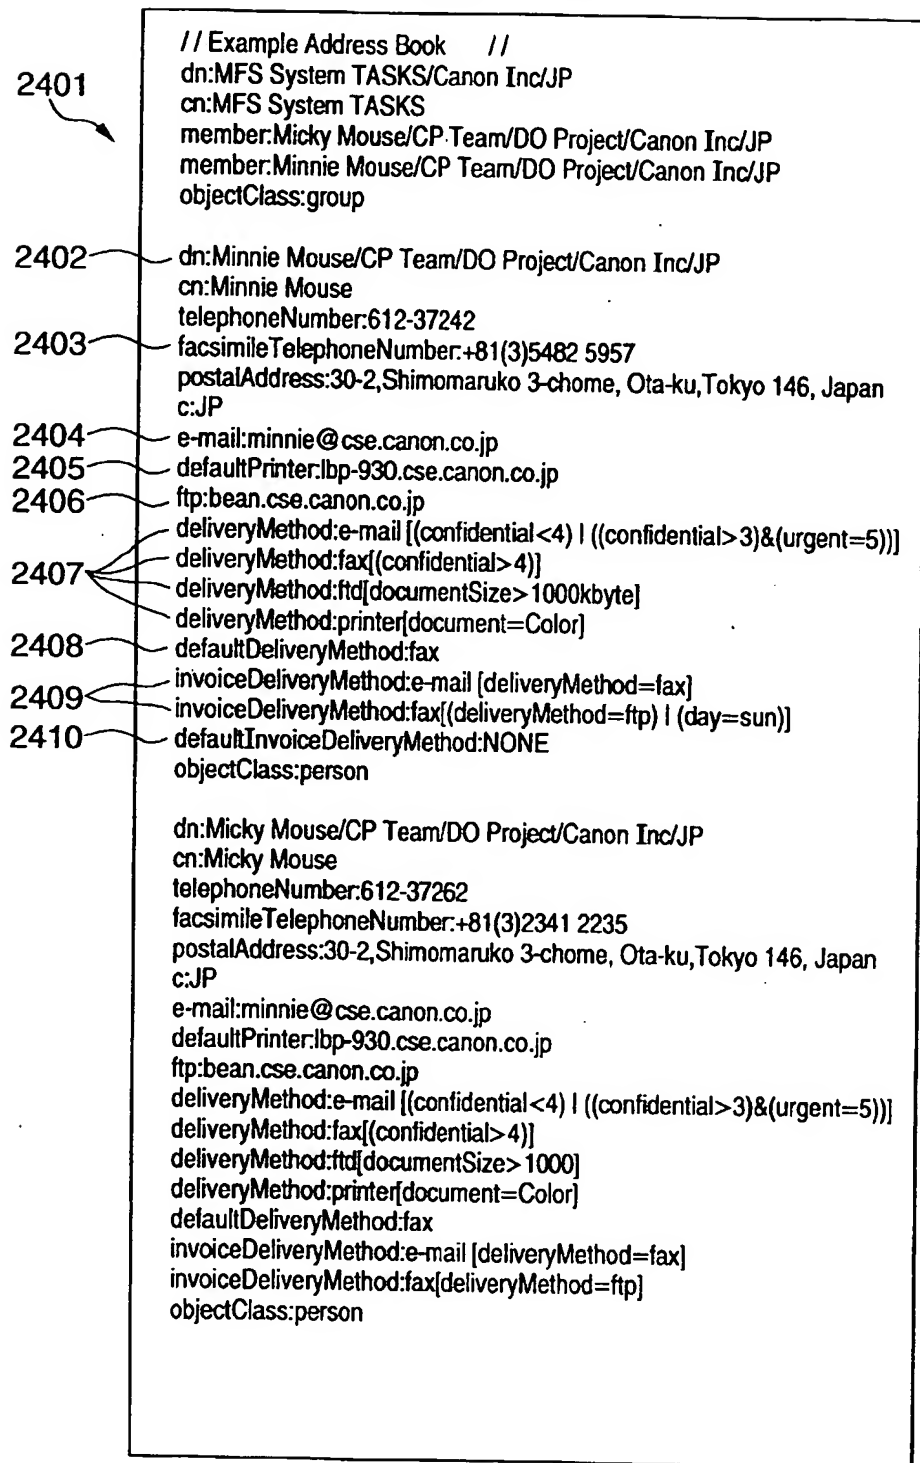 // Example Address Book //
2401
dn:MFS System TASKS/Canon Inc/JP
cn:MFS System TASKS
member:Micky Mouse/CP Team/DO Project/Canon Inc/JP
member:Minnie Mouse/CP Team/DO Project/Canon Inc/JP
objectClass:group
2402 dn:Minnie Mouse/CP Team/DO Project/Canon Inc/JP
cn:Minnie Mouse
telephoneNumber:612-37242
2403 facsimileTelephoneNumber:+81(3)5482 5957
postalAddress:30-2,Shimomaruko 3-chome, Ota-ku,Tokyo 146, Japan
c:JP
2404 e-mail:minnie@cse.canon.co.jp
2405 defaultPrinter:lbp-930.cse.canon.co.jp
2406 ftp:bean.cse.canon.co.jp
deliveryMethod:e-mail [(confidential<4) | ((confidential>3)&(urgent=5))]
2407 deliveryMethod:fax[(confidential>4)]
deliveryMethod:ftd[documentSize>1000kbyte]
deliveryMethod:printer[document=Color]
2408 defaultDeliveryMethod:fax
2409 invoiceDeliveryMethod:e-mail [deliveryMethod=fax]
invoiceDeliveryMethod:fax[(deliveryMethod=ftp) | (day=sun)]
2410 defaultInvoiceDeliveryMethod:NONE
objectClass:person
dn:Micky Mouse/CP Team/DO Project/Canon Inc/JP
cn:Micky Mouse
telephoneNumber:612-37262
facsimileTelephoneNumber:+81(3)2341 2235
postalAddress:30-2,Shimomaruko 3-chome, Ota-ku,Tokyo 146, Japan
c:JP
e-mail:minnie@cse.canon.co.jp
defaultPrinter:lbp-930.cse.canon.co.jp
ftp:bean.cse.canon.co.jp
deliveryMethod:e-mail [(confidential<4) | ((confidential>3)&(urgent=5))]
deliveryMethod:fax[(confidential>4)]
deliveryMethod:ftd[documentSize>1000]
deliveryMethod:printer[document=Color]
defaultDeliveryMethod:fax
invoiceDeliveryMethod:e-mail [deliveryMethod=fax]
invoiceDeliveryMethod:fax[deliveryMethod=ftp]
objectClass:person